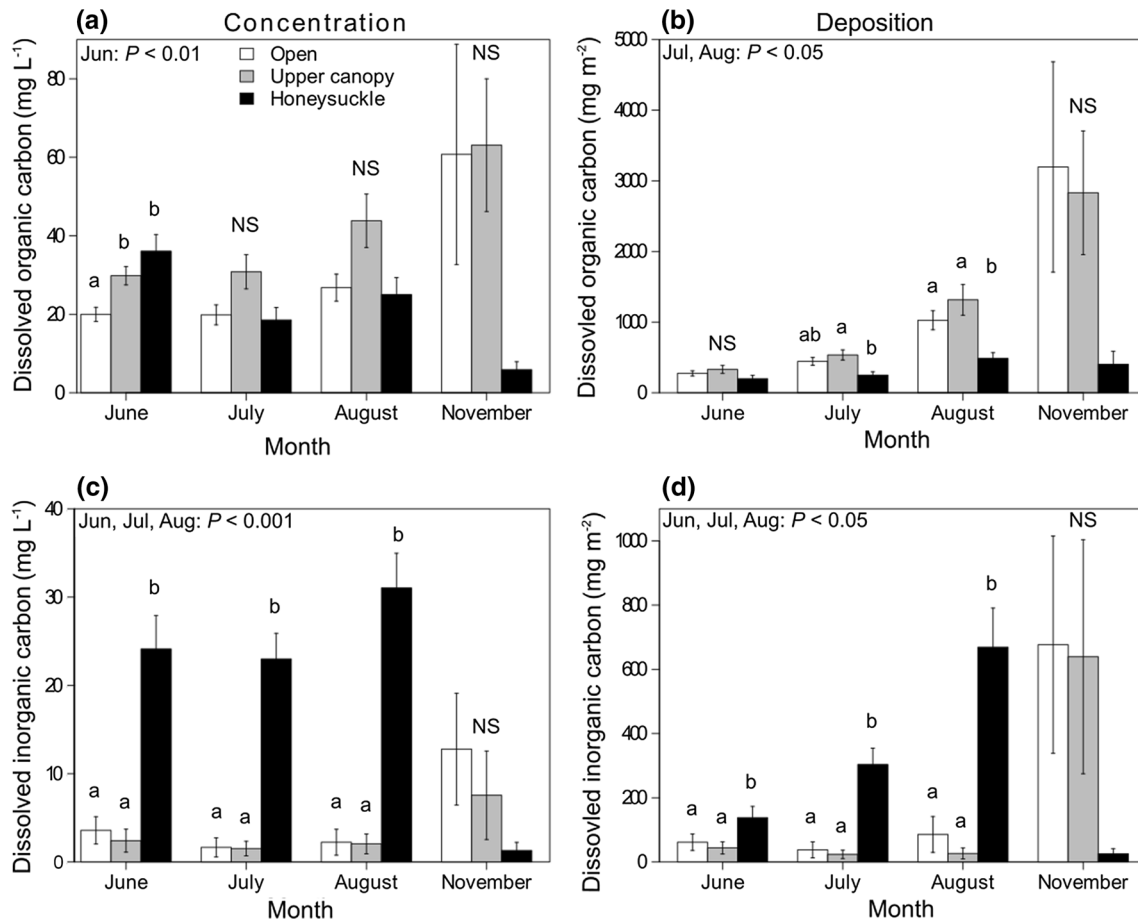 (a) Concentration
Jun: P < 0.01
Open
Upper canopy
Honeysuckle
NS
NS
NS
a b b
Dissolved organic carbon (mg L-1)
80
60
40
20
0
June July August November
Month
(b) Deposition
Jul, Aug: P < 0.05
NS
NS
ab a b
a a b
Dissovled organic carbon (mg m-2)
5000
4000
3000
2000
1000
0
June July August November
Month
(c)
Jun, Jul, Aug: P < 0.001
a a b
a a b
a a b
NS
Dissolved inorganic carbon (mg L-1)
40
30
20
10
0
June July August November
Month
(d)
Jun, Jul, Aug: P < 0.05
NS
a a b
a a b
a a b
Dissovled inorganic carbon (mg m-2)
1000
800
600
400
200
0
June July August November
Month